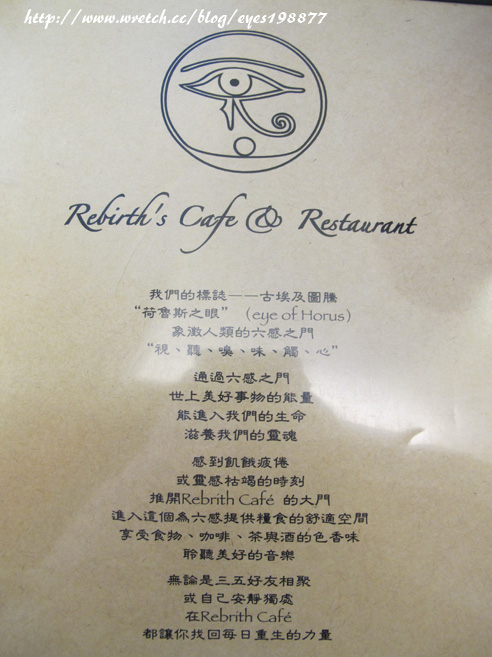 http://www.wretch.cc/blog/eyes198877
Rebirth's Cafe & Restaurant
我們的標誌——古埃及圖騰
“荷魯斯之眼”（eye of Horus）
象徵人類的六感之門
“視、聽、嗅、味、觸、心”
通過六感之門
世上美好事物的能量
能進入我們的生命
滋養我們的靈魂
感到飢餓疲倦
或靈感枯竭的時刻
推開Rebrith Café 的大門
進入這個為六感提供糧食的舒適空間
享受食物、咖啡、茶與酒的色香味
聆聽美好的音樂
無論是三五好友相聚
或自己安靜獨處
在Rebrith Café
都讓你找回每日重生的力量